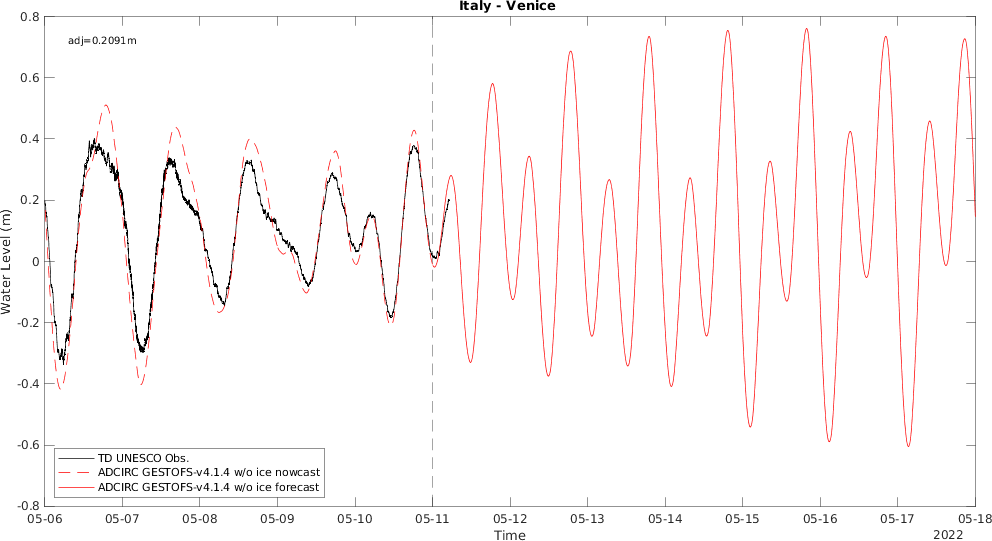 Italy - Venice
adj=0.2091m
Water Level (m)
0.8
0.6
0.4
0.2
0
-0.2
-0.4
-0.6
-0.8
TD UNESCO Obs.
ADCIRC GESTOFS-v4.1.4 w/o ice nowcast
ADCIRC GESTOFS-v4.1.4 w/o ice forecast
05-06 05-07 05-08 05-09 05-10 05-11 05-12 05-13 05-14 05-15 05-16 05-17 05-18
Time
2022